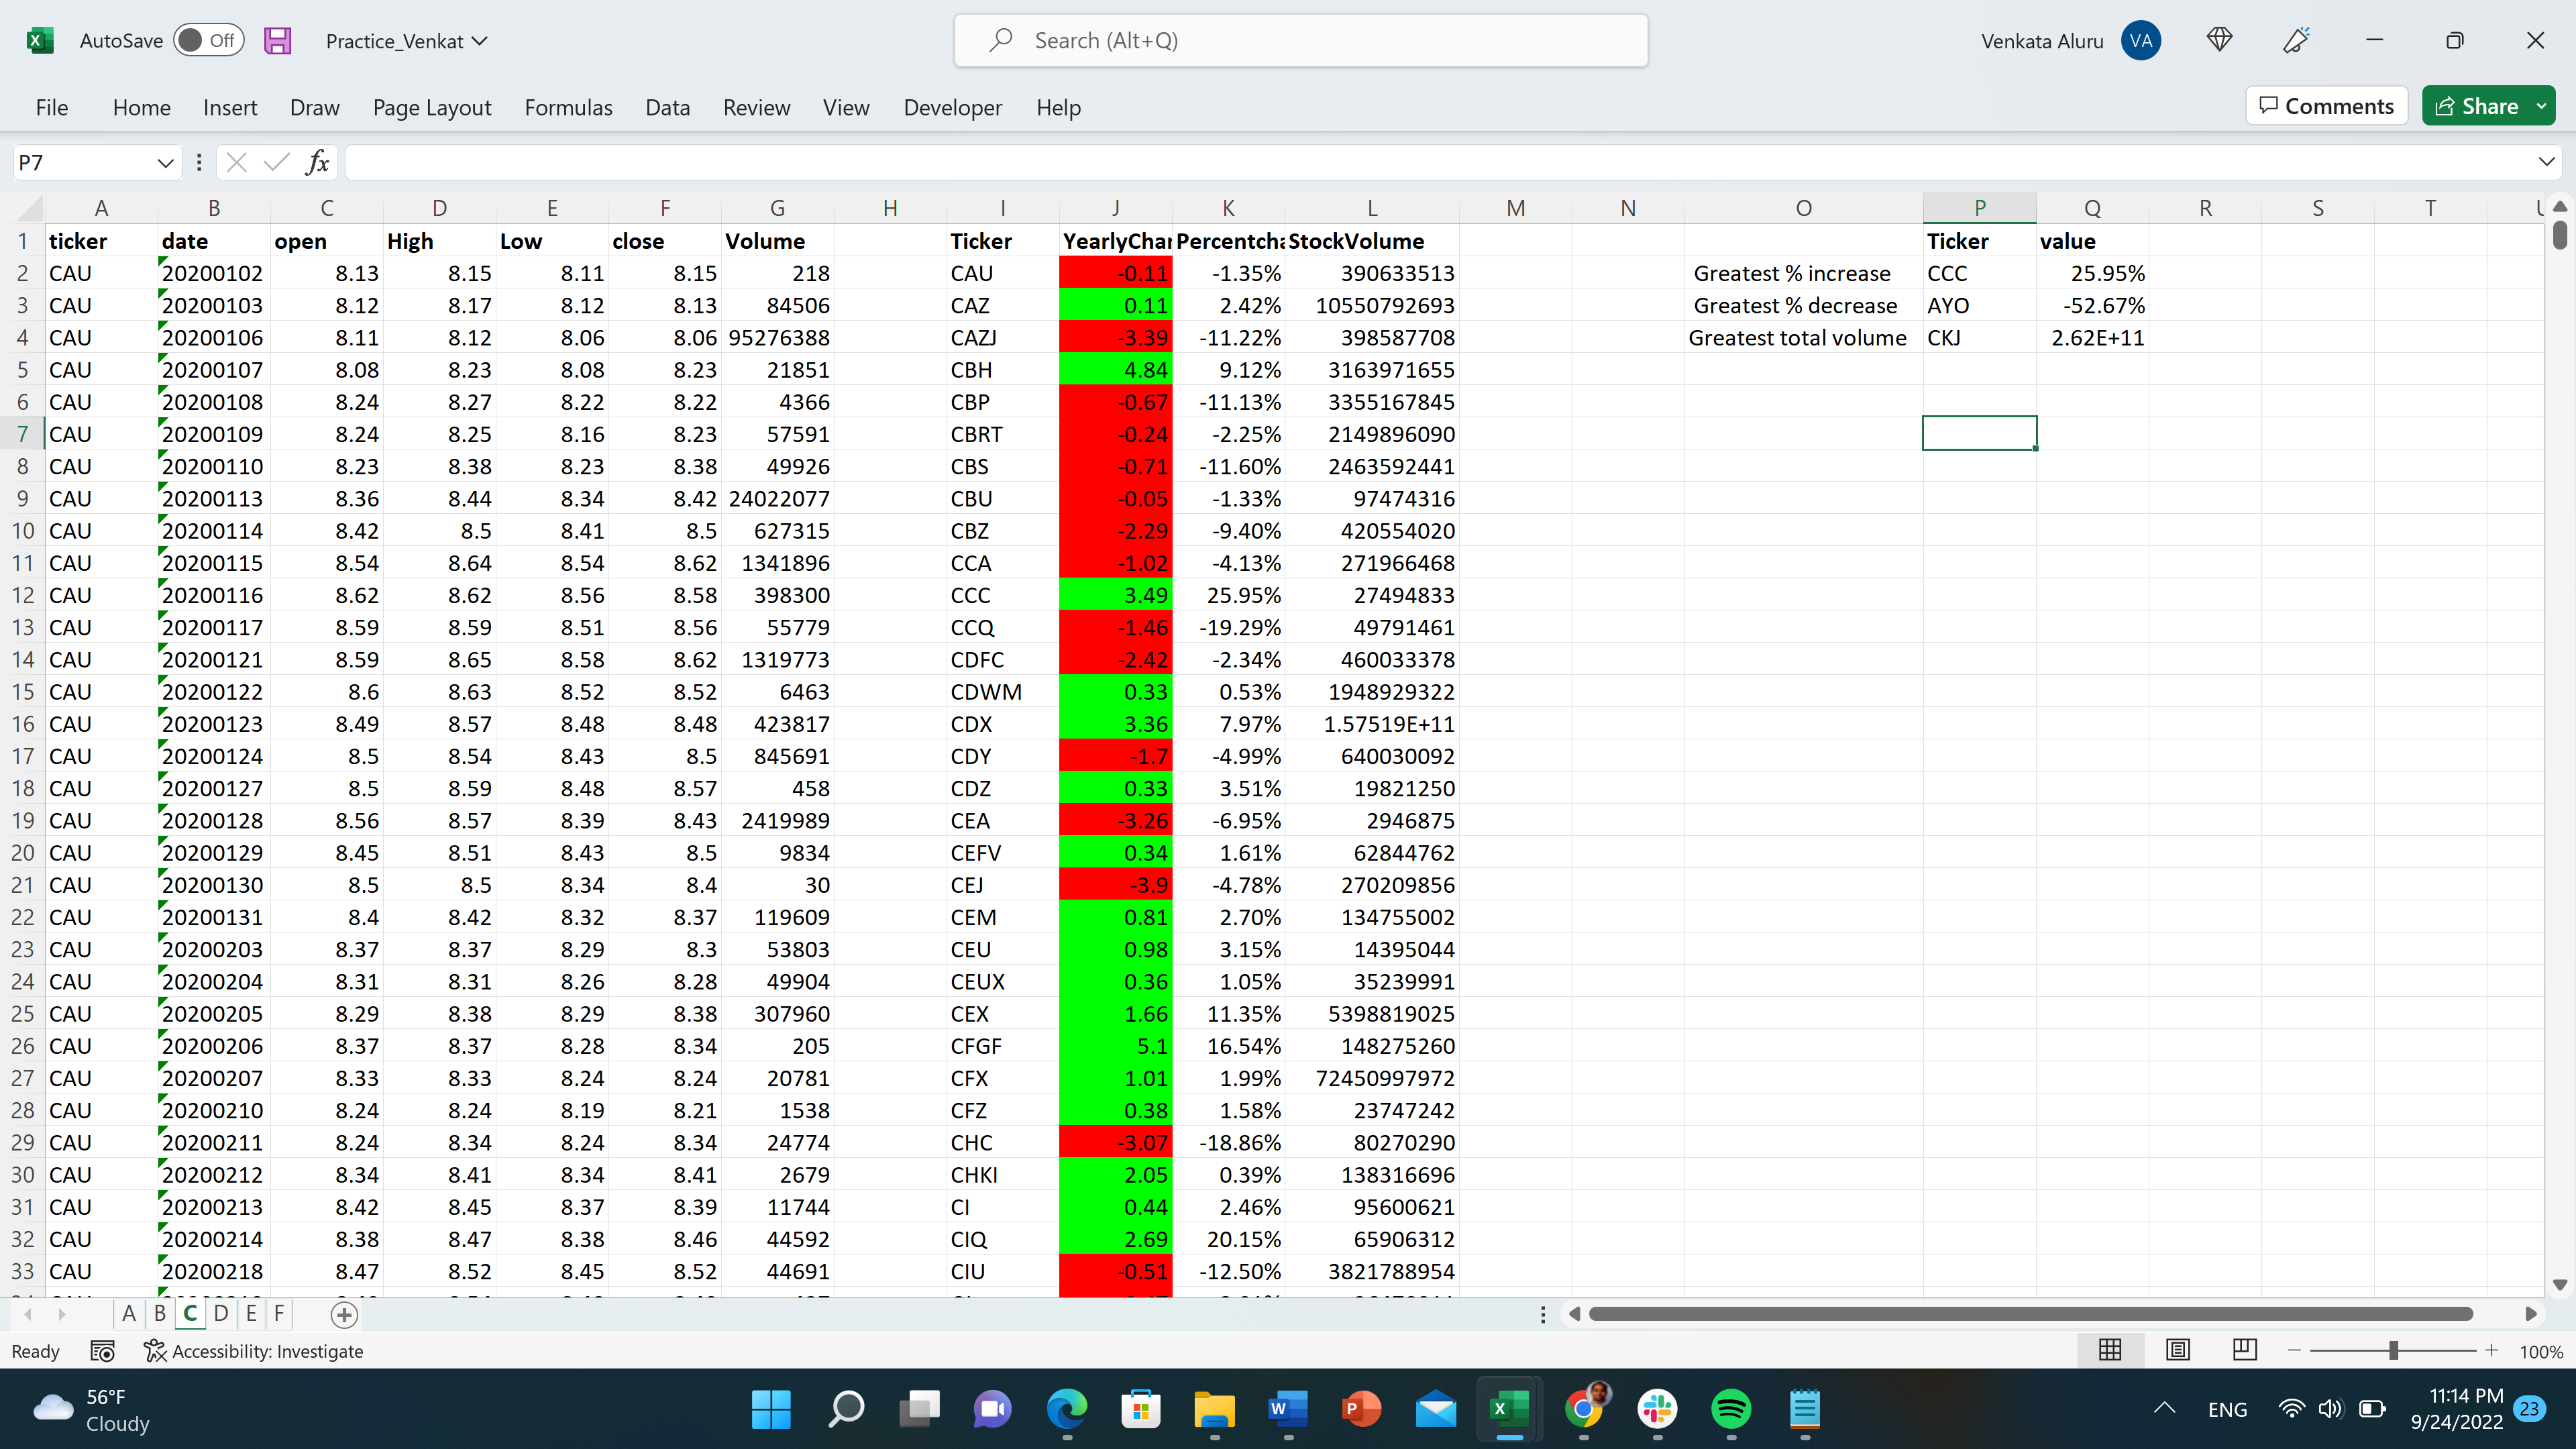 AutoSave Off Practice_Venkat Search (Alt+Q) Venkata Aluru VA
File Home Insert Draw Page Layout Formulas Data Review View Developer Help Comments Share
P7 fx
A B C D E F G H I J K L M N O P Q R S T
1 ticker date open High Low close Volume Ticker YearlyChar Percentcha StockVolume Ticker value
2 CAU 20200102 8.13 8.15 8.11 8.15 218 CAU -0.11 -1.35% 390633513 Greatest % increase CCC 25.95%
3 CAU 20200103 8.12 8.17 8.12 8.13 84506 CAZ 0.11 2.42% 10550792693 Greatest % decrease AYO -52.67%
4 CAU 20200106 8.11 8.12 8.06 8.06 95276388 CAZJ -3.39 -11.22% 398587708 Greatest total volume CKJ 2.62E+11
5 CAU 20200107 8.08 8.23 8.08 8.23 21851 CBH 4.84 9.12% 3163971655
6 CAU 20200108 8.24 8.27 8.22 8.22 4366 CBP -0.67 -11.13% 3355167845
7 CAU 20200109 8.24 8.25 8.16 8.23 57591 CBRT -0.24 -2.25% 2149896090
8 CAU 20200110 8.23 8.38 8.23 8.38 49926 CBS -0.71 -11.60% 2463592441
9 CAU 20200113 8.36 8.44 8.34 8.42 24022077 CBU -0.05 -1.33% 97474316
10 CAU 20200114 8.42 8.5 8.41 8.5 627315 CBZ -2.29 -9.40% 420554020
11 CAU 20200115 8.54 8.64 8.54 8.62 1341896 CCA -1.02 -4.13% 271966468
12 CAU 20200116 8.62 8.62 8.56 8.58 398300 CCC 3.49 25.95% 27494833
13 CAU 20200117 8.59 8.59 8.51 8.56 55779 CCQ -1.46 -19.29% 49791461
14 CAU 20200121 8.59 8.65 8.58 8.62 1319773 CDFC -2.42 -2.34% 460033378
15 CAU 20200122 8.6 8.63 8.52 8.52 6463 CDWM 0.33 0.53% 1948929322
16 CAU 20200123 8.49 8.57 8.48 8.48 423817 CDX 3.36 7.97% 1.57519E+11
17 CAU 20200124 8.5 8.54 8.43 8.5 845691 CDY -1.7 -4.99% 640030092
18 CAU 20200127 8.5 8.59 8.48 8.57 458 CDZ 0.33 3.51% 19821250
19 CAU 20200128 8.56 8.57 8.39 8.43 2419989 CEA -3.26 -6.95% 2946875
20 CAU 20200129 8.45 8.51 8.43 8.5 9834 CEFV 0.34 1.61% 62844762
21 CAU 20200130 8.5 8.5 8.34 8.4 30 CEJ -3.9 -4.78% 270209856
22 CAU 20200131 8.4 8.42 8.32 8.37 119609 CEM 0.81 2.70% 134755002
23 CAU 20200203 8.37 8.37 8.29 8.3 53803 CEU 0.98 3.15% 14395044
24 CAU 20200204 8.31 8.31 8.26 8.28 49904 CEUX 0.36 1.05% 35239991
25 CAU 20200205 8.29 8.38 8.29 8.38 307960 CEX 1.66 11.35% 5398819025
26 CAU 20200206 8.37 8.37 8.28 8.34 205 CFGF 5.1 16.54% 148275260
27 CAU 20200207 8.33 8.33 8.24 8.24 20781 CFX 1.01 1.99% 72450997972
28 CAU 20200210 8.24 8.24 8.19 8.21 1538 CFZ 0.38 1.58% 23747242
29 CAU 20200211 8.24 8.34 8.24 8.34 24774 CHC -3.07 -18.86% 80270290
30 CAU 20200212 8.34 8.41 8.34 8.41 2679 CHKI 2.05 0.39% 138316696
31 CAU 20200213 8.42 8.45 8.37 8.39 11744 CI 0.44 2.46% 95600621
32 CAU 20200214 8.38 8.47 8.38 8.46 44592 CIQ 2.69 20.15% 65906312
33 CAU 20200218 8.47 8.52 8.45 8.52 44691 CIU -0.51 -12.50% 3821788954
A B C D E F
Ready Accessibility: Investigate 100%
56°F 11:14 PM
Cloudy ENG 9/24/2022 23